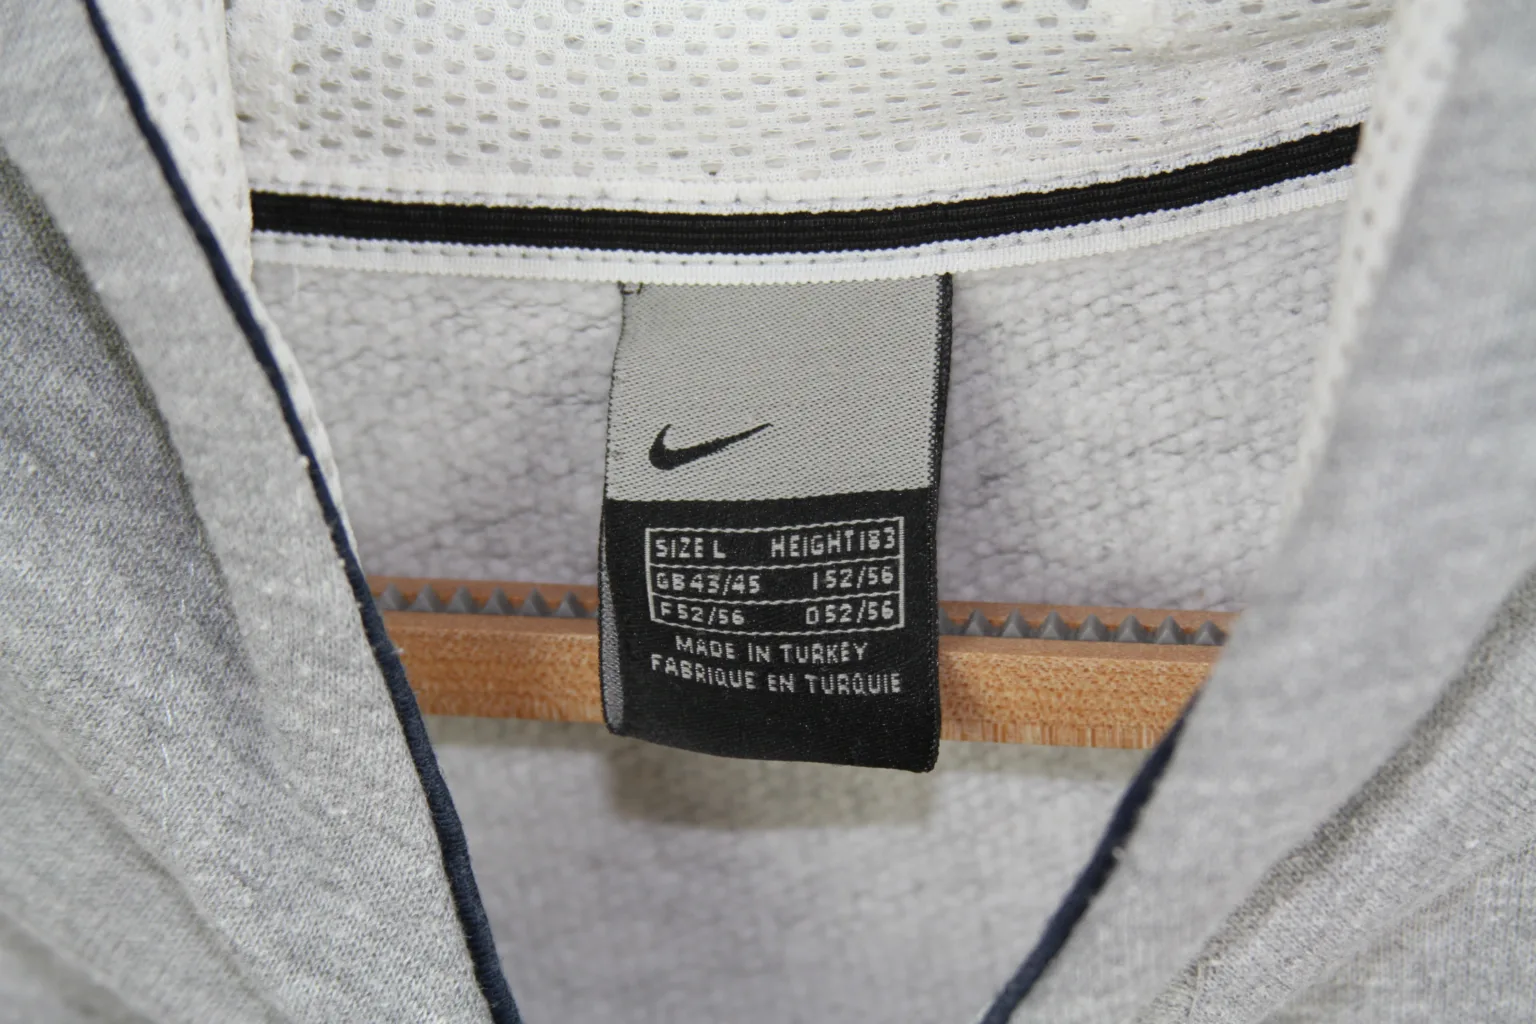 SIZE L HEIGHT 183
GB 43/45 I 52/56
F 52/56 D 52/56
MADE IN TURKEY
FABRIQUE EN TURQUIE